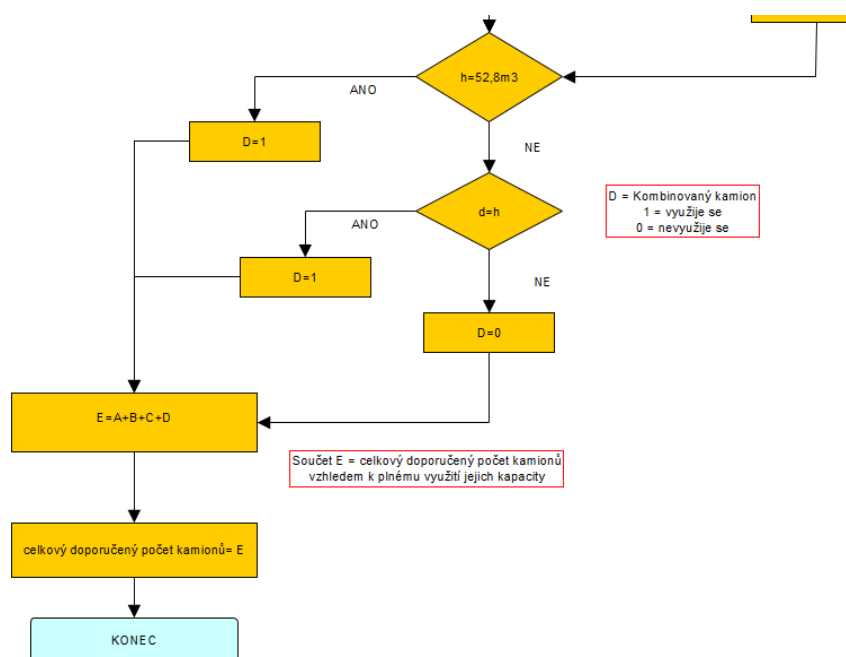 h=52,8m3
ANO
D=1
NE
d=h
D = Kombinovaný kamion
1 = využije se
0 = nevyužije se
ANO
D=1
NE
D=0
E=A+B+C+D
Součet E = celkový doporučený počet kamionů
vzhledem k plnému využití jejich kapacity
celkový doporučený počet kamionů= E
KONEC